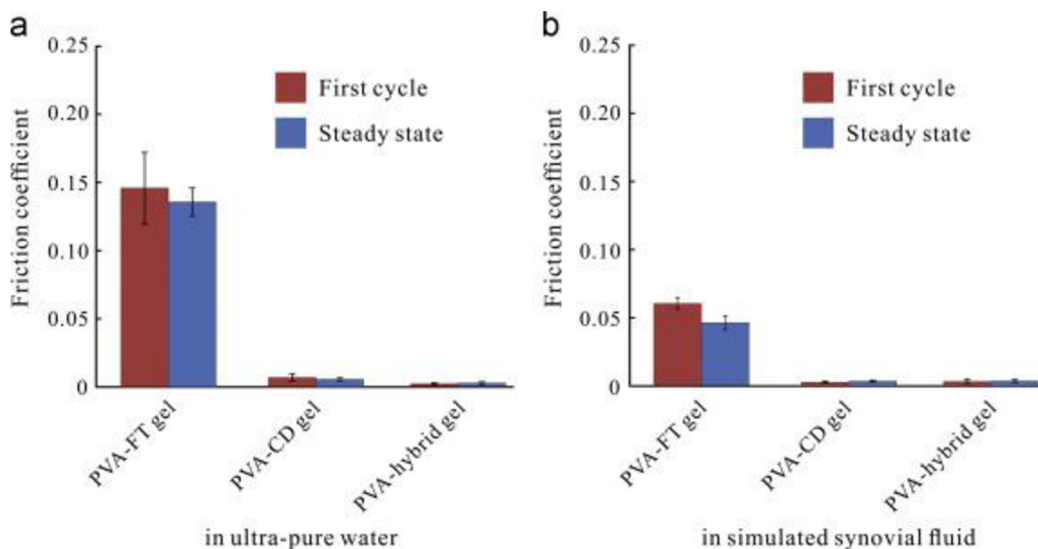 a
0.25
0.20
0.15
0.10
0.05
0
Friction coefficient
First cycle
Steady state
PVA-FT gel
PVA-CD gel
PVA-hybrid gel
in ultra-pure water
b
0.25
0.20
0.15
0.10
0.05
0
Friction coefficient
First cycle
Steady state
PVA-FT gel
PVA-CD gel
PVA-hybrid gel
in simulated synovial fluid